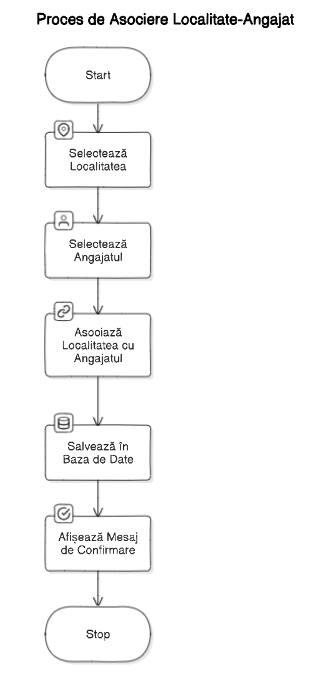 Proces de Asociere Localitate-Angajat
Start
Selectează
Localitatea
Selectează
Angajatul
Asociază
Localitatea cu
Angajatul
Salvează în
Baza de Date
Afișează Mesaj
de Confirmare
Stop